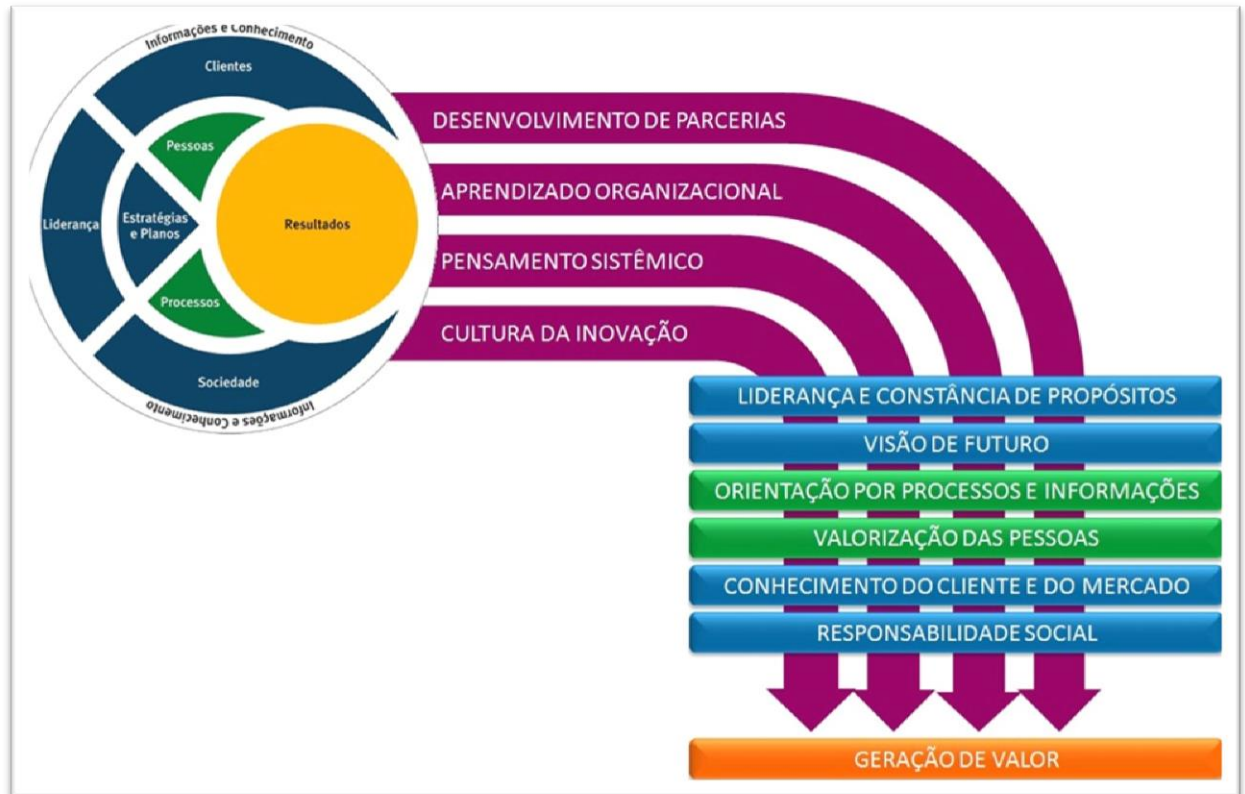 Informações e Conhecimento
Clientes
Pessoas
Liderança
Estratégias
e Planos
Resultados
Processos
Sociedade
Informações e Conhecimento
DESENVOLVIMENTO DE PARCERIAS
APRENDIZADO ORGANIZACIONAL
PENSAMENTO SISTÊMICO
CULTURA DA INOVAÇÃO
LIDERANÇA E CONSTÂNCIA DE PROPÓSITOS
VISÃO DE FUTURO
ORIENTAÇÃO POR PROCESSOS E INFORMAÇÕES
VALORIZAÇÃO DAS PESSOAS
CONHECIMENTO DO CLIENTE E DO MERCADO
RESPONSABILIDADE SOCIAL
GERAÇÃO DE VALOR